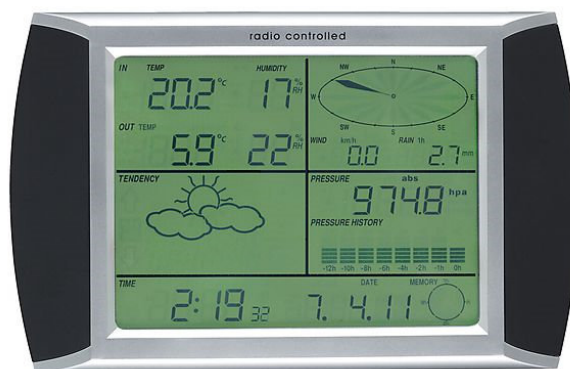 radio controlled
IN TEMP HUMIDITY
20.2 °C 17 % RH
OUT TEMP
5.9 °C 22 % RH
N
NW NE
W E
SW SE
S
WIND km/h RAIN 1h
0.0 2.7 mm
TENDENCY
PRESSURE abs
974.8 hpa
PRESSURE HISTORY
-12h -10h -8h -6h -4h -2h -1h 0h
TIME DATE MEMORY
2:19 32 7. 4.11